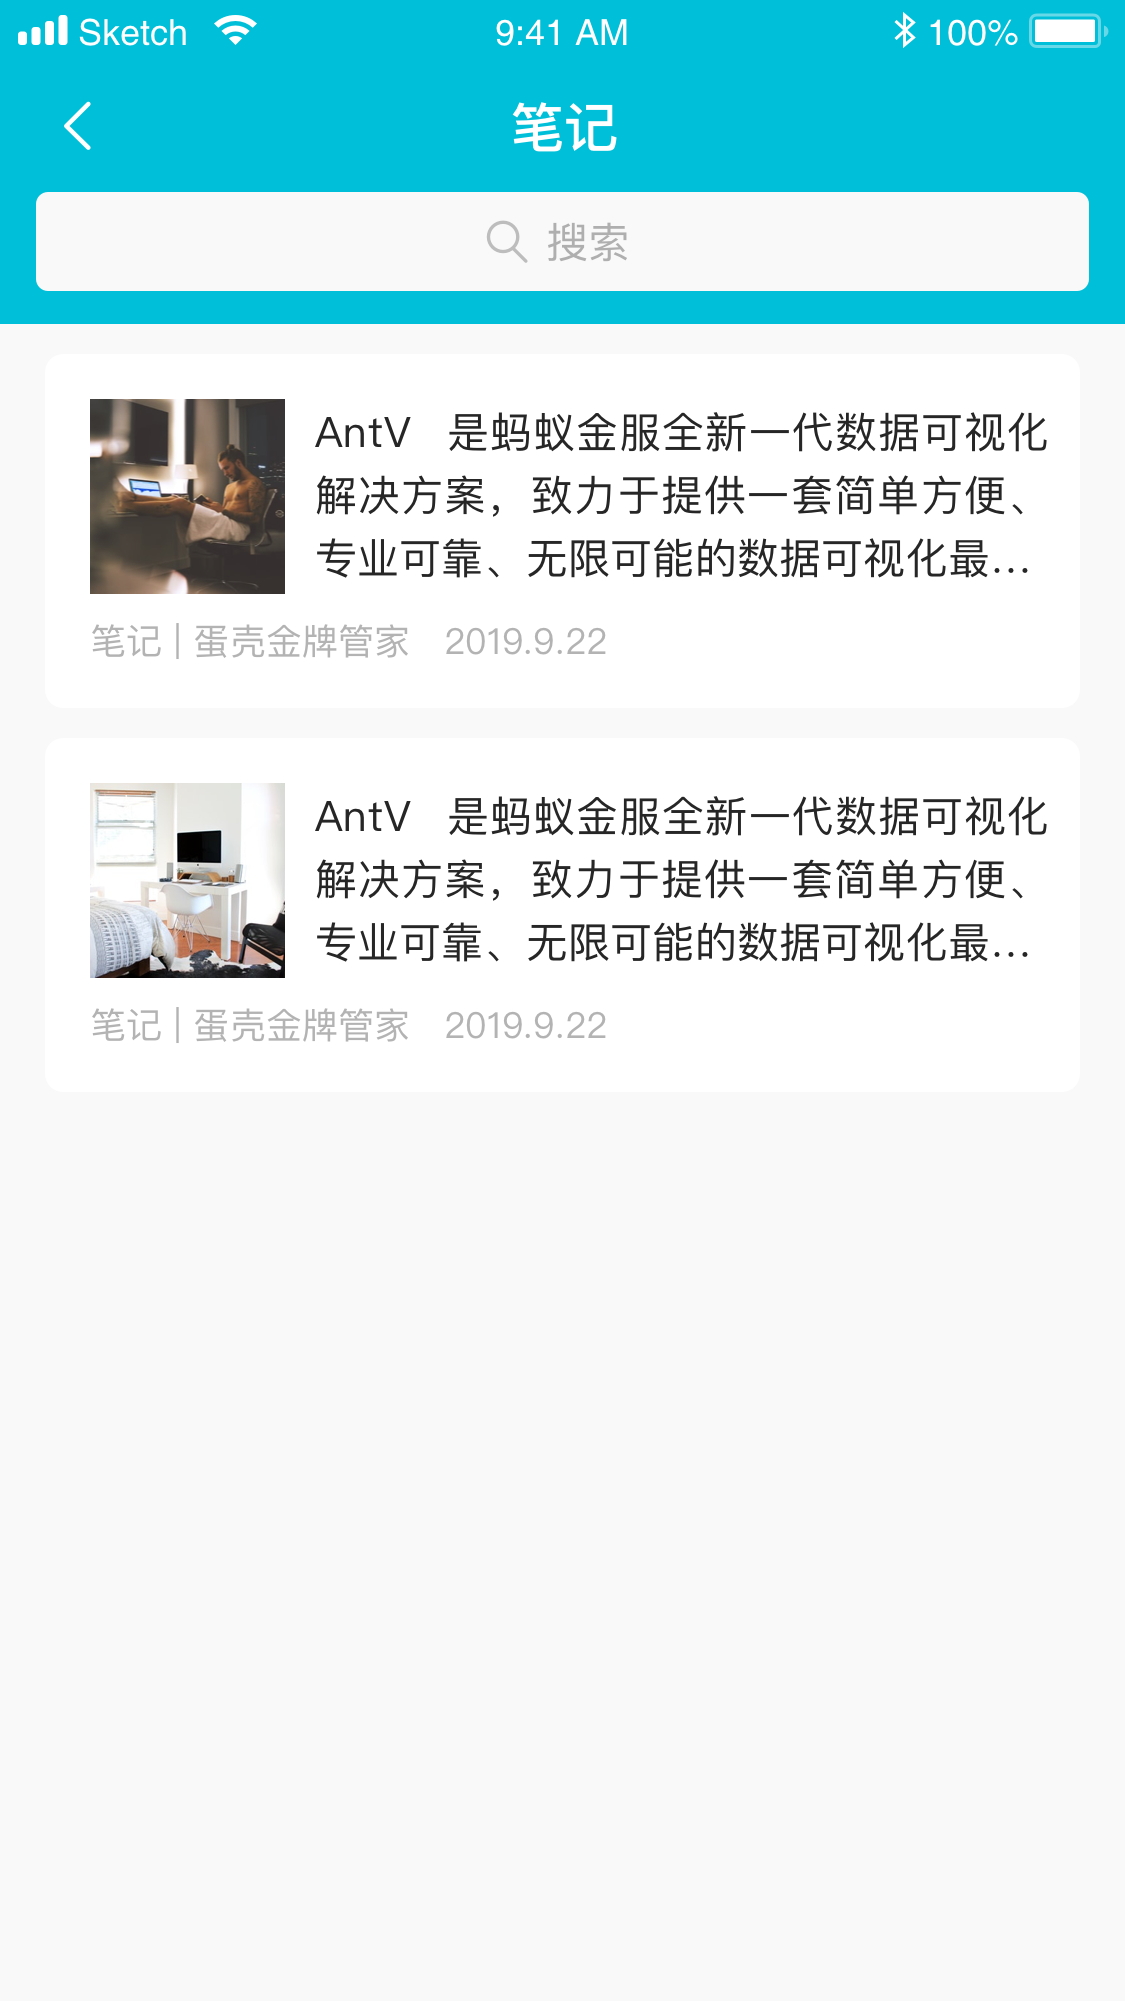 Sketch 9:41 AM 100%
笔记
搜索
AntV 是蚂蚁金服全新一代数据可视化
解决方案，致力于提供一套简单方便、
专业可靠、无限可能的数据可视化最...
笔记 | 蛋壳金牌管家 2019.9.22
AntV 是蚂蚁金服全新一代数据可视化
解决方案，致力于提供一套简单方便、
专业可靠、无限可能的数据可视化最...
笔记 | 蛋壳金牌管家 2019.9.22